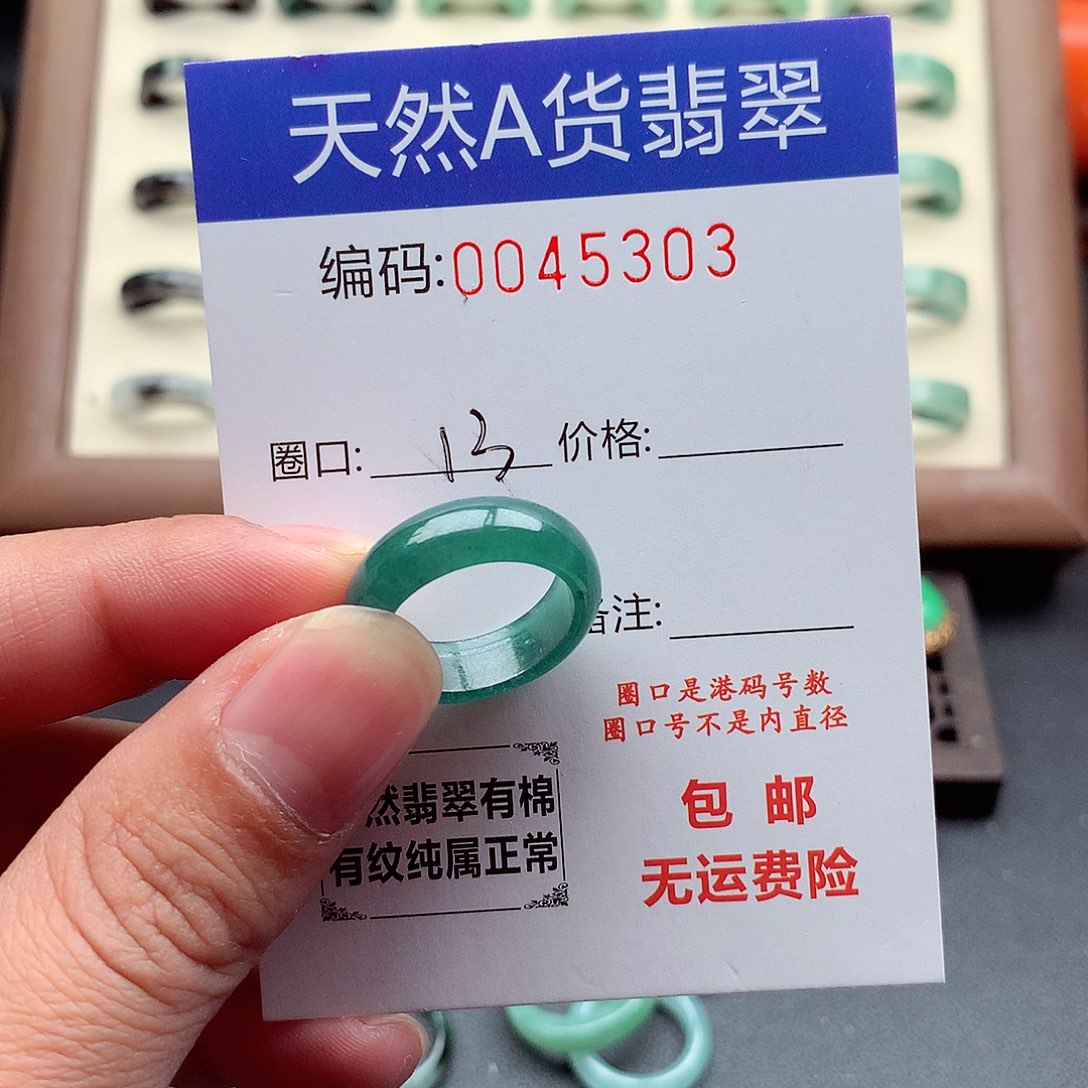 天然A货翡翠
编码:0045303
圈口: 13 价格:
备注:
圈口是港码号数
圈口号不是内直径
然翡翠有棉
有纹纯属正常
包 邮
无运费险